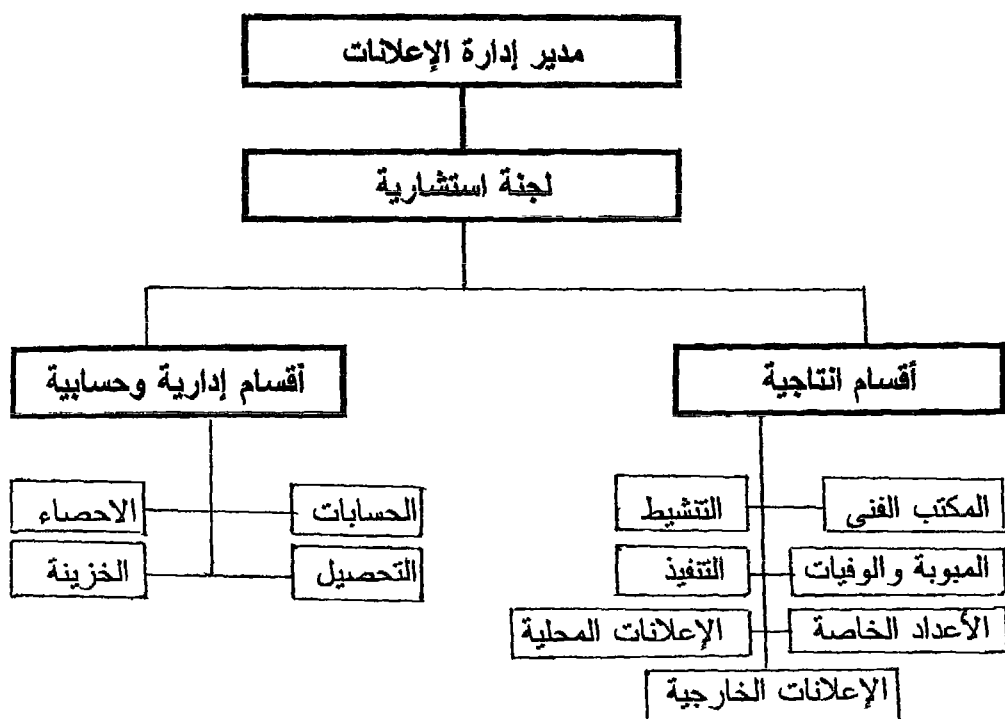 مدير إدارة الإعلانات
لجنة استشارية
أقسام انتاجية
أقسام إدارية وحسابية
المكتب الفنى
التنشيط
الحسابات
الاحصاء
المبوبة والوفيات
التنفيذ
التحصيل
الخزينة
الأعداد الخاصة
الإعلانات المحلية
الإعلانات الخارجية